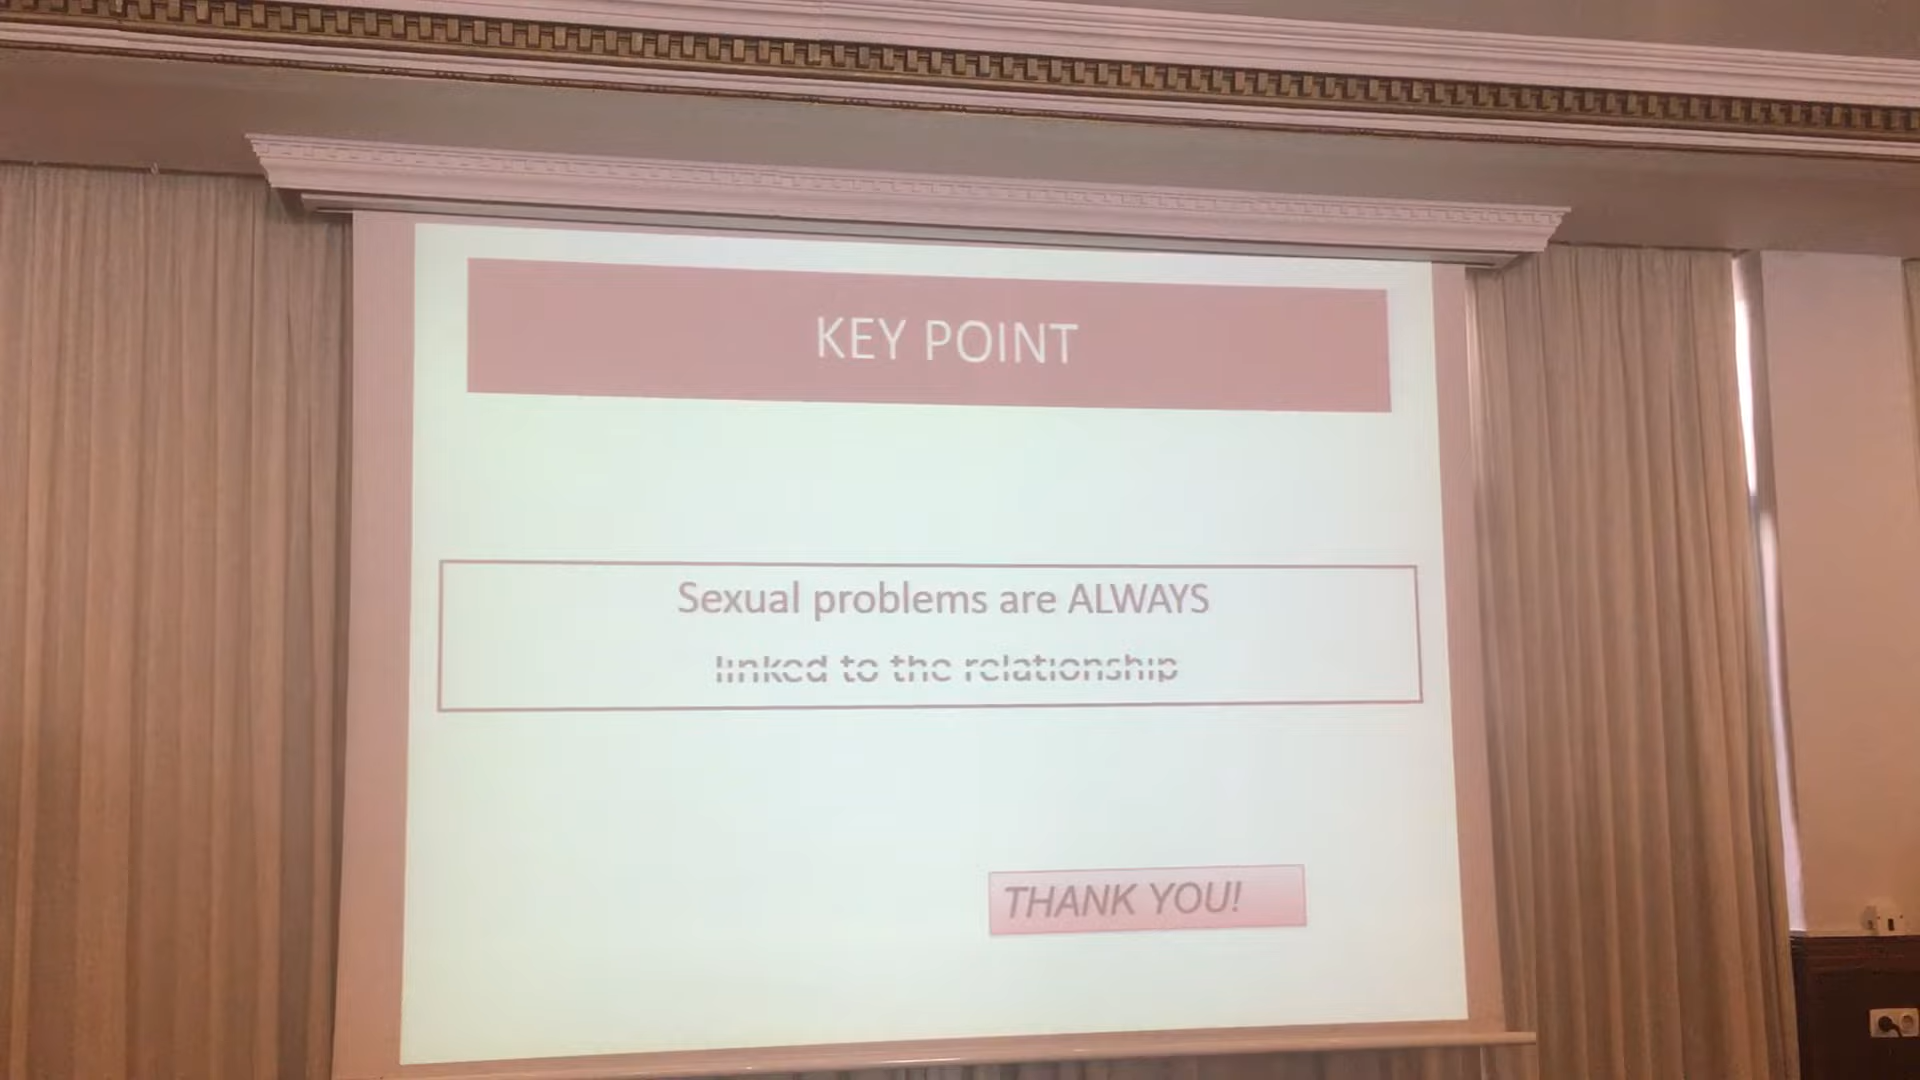 KEY POINT
Sexual problems are ALWAYS
linked to the relationship
THANK YOU!